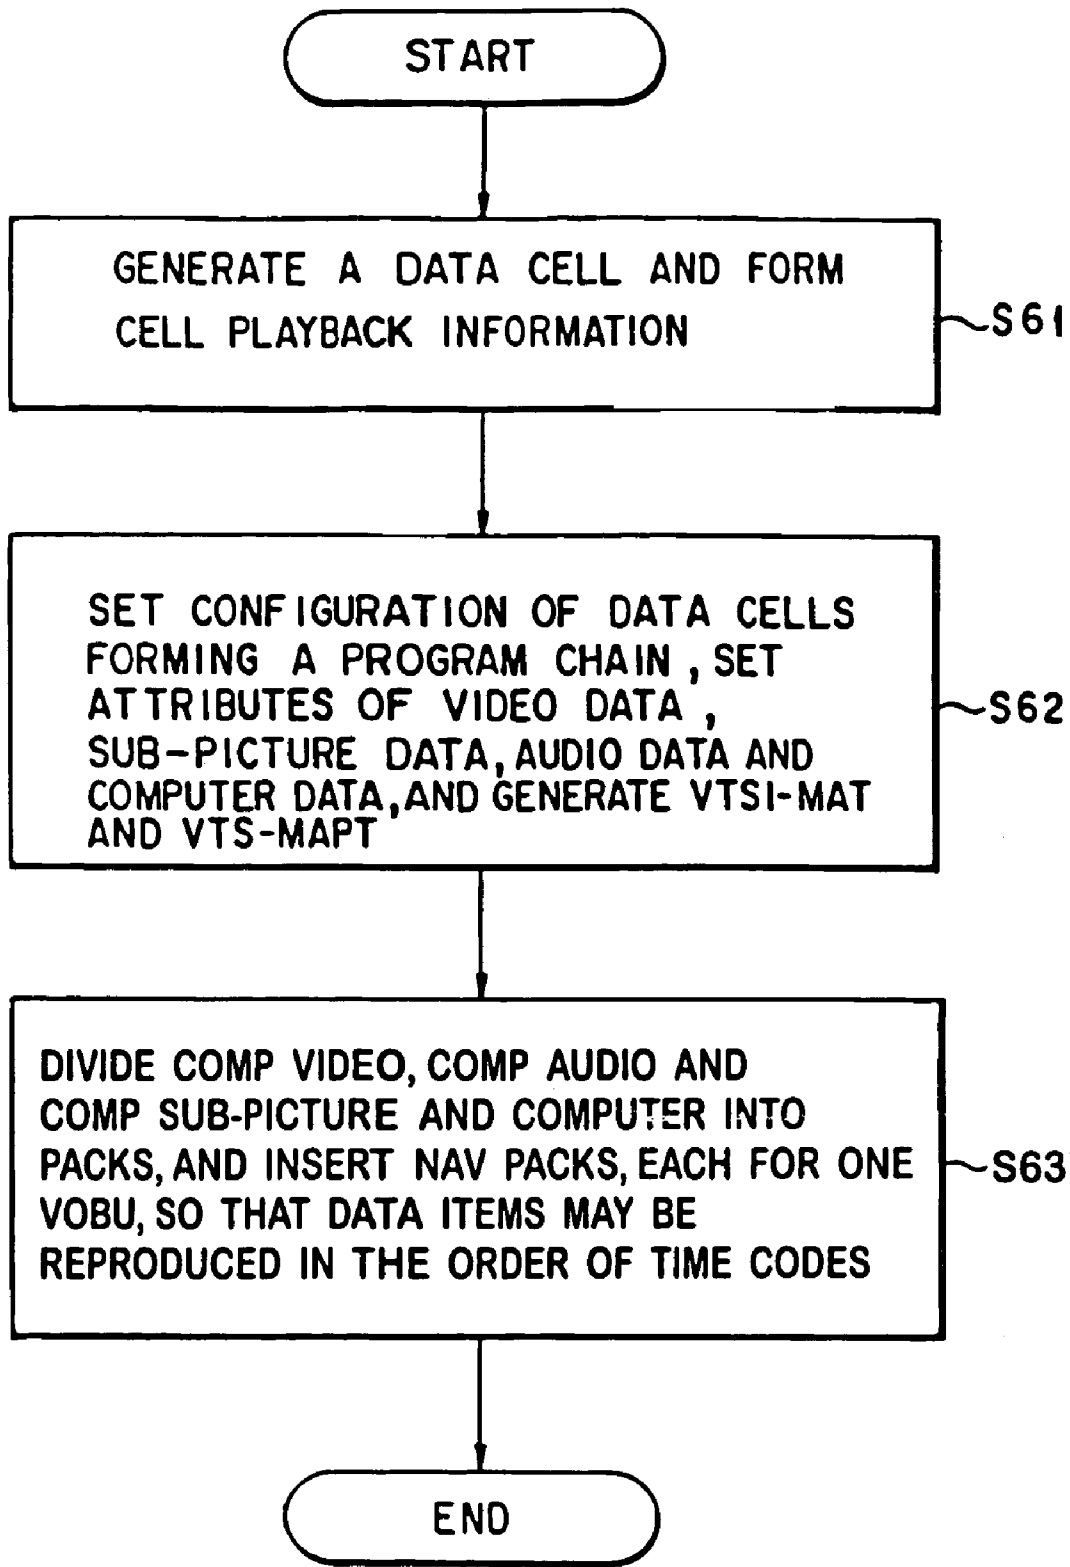 START
GENERATE A DATA CELL AND FORM
CELL PLAYBACK INFORMATION
S61
SET CONFIGURATION OF DATA CELLS
FORMING A PROGRAM CHAIN, SET
ATTRIBUTES OF VIDEO DATA,
SUB-PICTURE DATA, AUDIO DATA AND
COMPUTER DATA, AND GENERATE VTSI-MAT
AND VTS-MAPT
S62
DIVIDE COMP VIDEO, COMP AUDIO AND
COMP SUB-PICTURE AND COMPUTER INTO
PACKS, AND INSERT NAV PACKS, EACH FOR ONE
VOBU, SO THAT DATA ITEMS MAY BE
REPRODUCED IN THE ORDER OF TIME CODES
S63
END